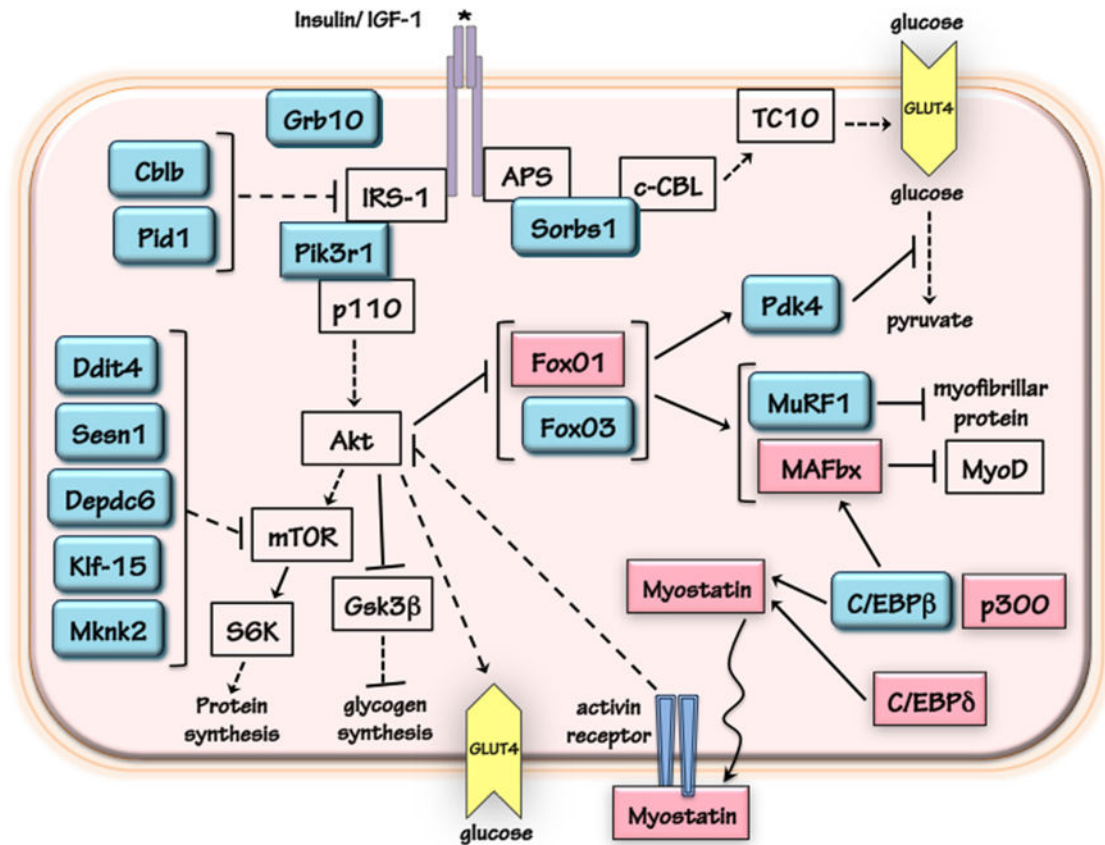 Insulin/ IGF-1 *
glucose
GLUT4
glucose
pyruvate
Grb10
Cblb
Pid1
IRS-1
Pik3r1
p110
APS
Sorbs1
c-CBL
TC10
Pdk4
Ddit4
Sesn1
Depdc6
Klf-15
Mknk2
Akt
mTOR
S6K
Protein
synthesis
Gsk3β
glycogen
synthesis
FoxO1
FoxO3
MuRF1
myofibrillar
protein
MAFbx
MyoD
Myostatin
C/EBPβ
p300
C/EBPδ
GLUT4
glucose
activin
receptor
Myostatin